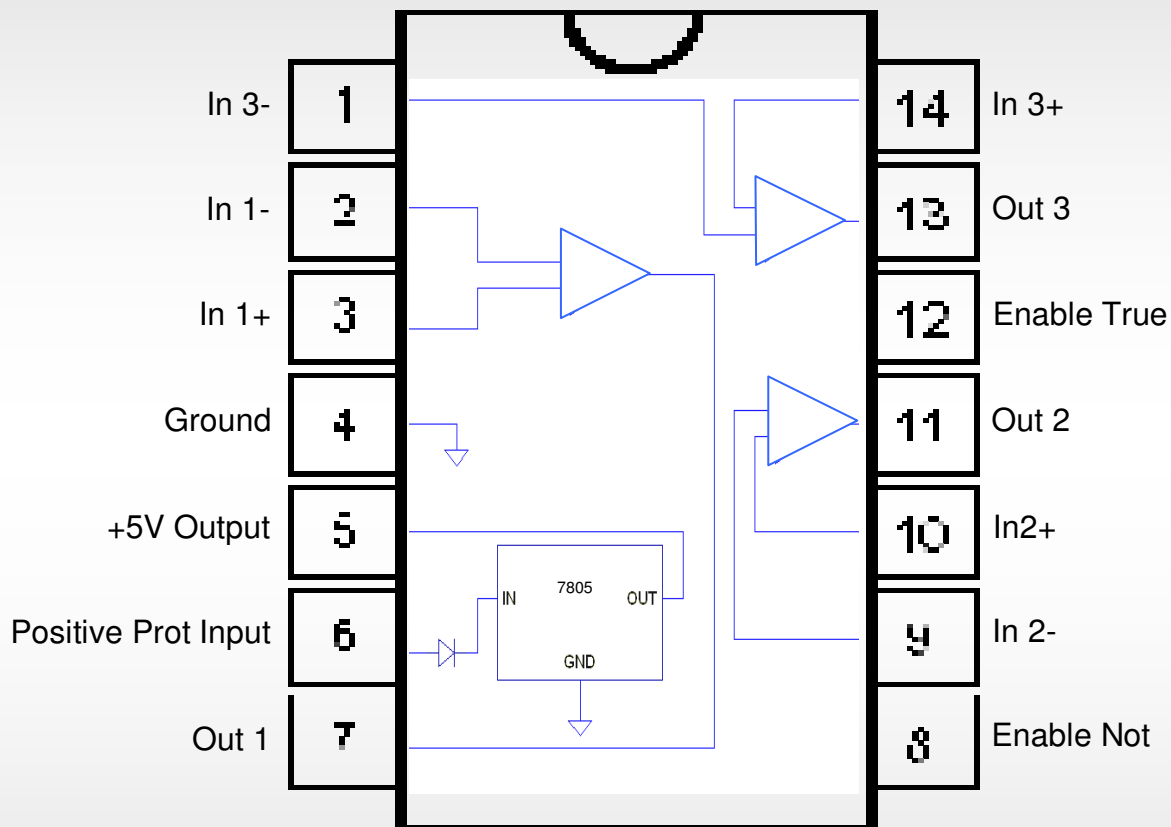 In 3- 1 14 In 3+
In 1- 2 13 Out 3
In 1+ 3 12 Enable True
Ground 4 11 Out 2
+5V Output 5 10 In2+
7805
IN OUT
GND
Positive Prot Input 6 9 In 2-
Out 1 7 8 Enable Not